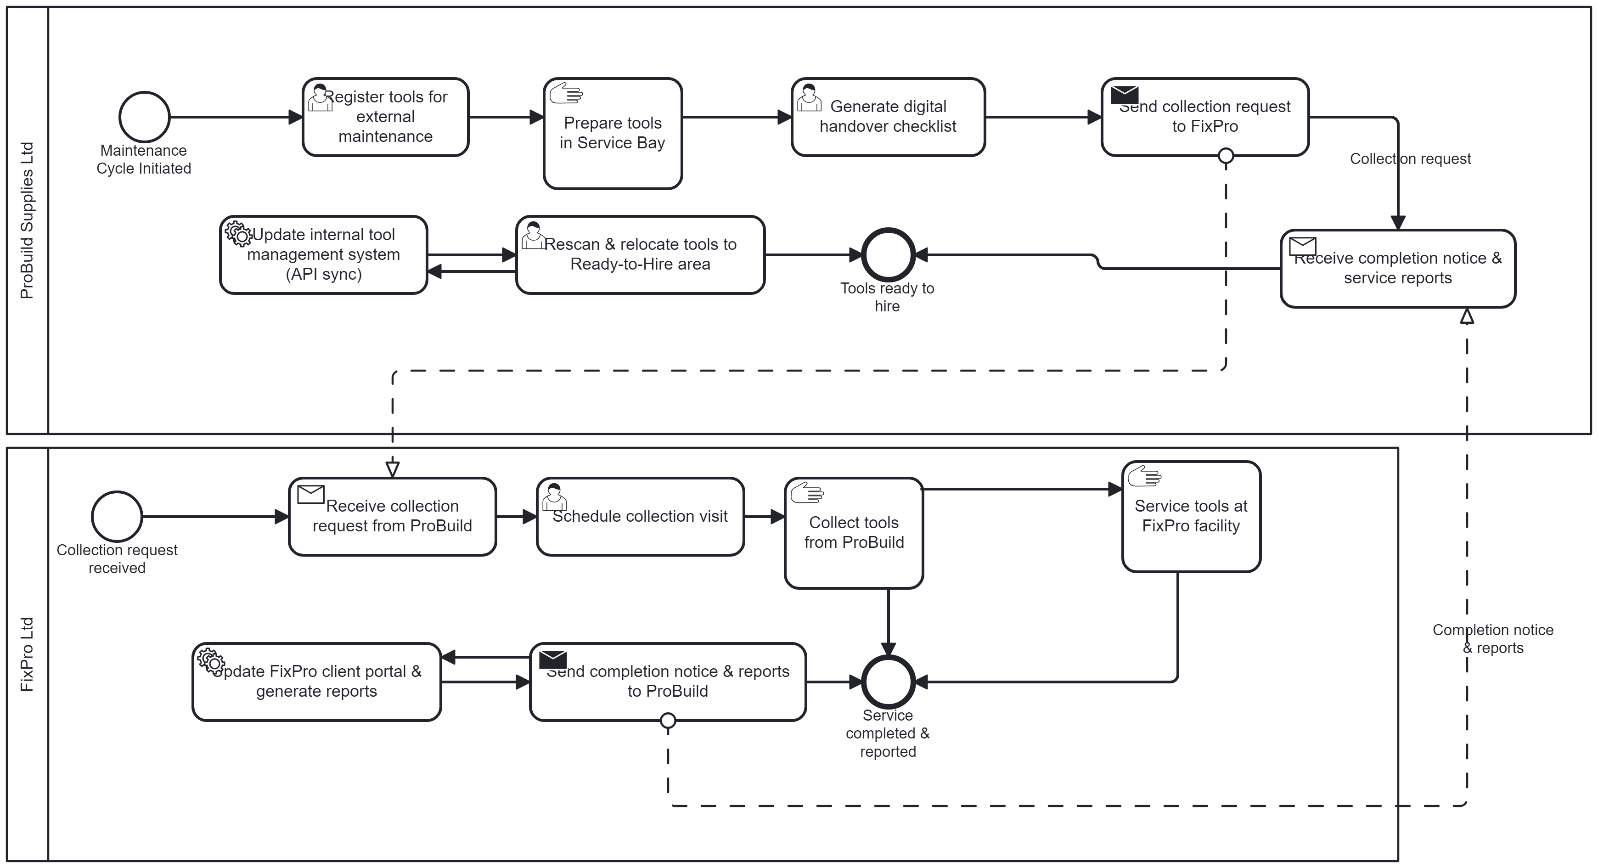 ProBuild Supplies Ltd
Maintenance
Cycle Initiated
Register tools for
external
maintenance
Prepare tools
in Service Bay
Generate digital
handover checklist
Send collection request
to FixPro
Collection request
Update internal tool
management system
(API sync)
Rescan & relocate tools to
Ready-to-Hire area
Tools ready to
hire
Receive completion notice &
service reports
FixPro Ltd
Collection request
received
Receive collection
request from ProBuild
Schedule collection visit
Collect tools
from ProBuild
Service tools at
FixPro facility
Update FixPro client portal &
generate reports
Send completion notice & reports
to ProBuild
Service
completed &
reported
Completion notice
& reports